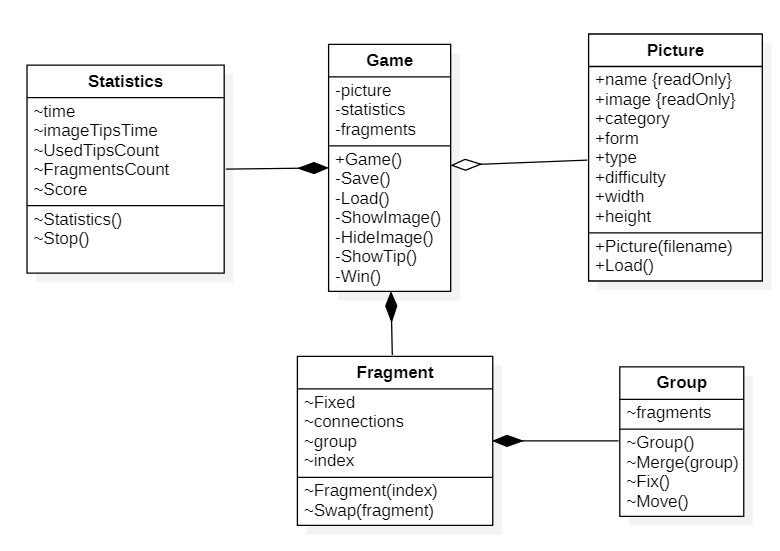 Statistics
~time
~imageTipsTime
~UsedTipsCount
~FragmentsCount
~Score
~Statistics()
~Stop()
Game
-picture
-statistics
-fragments
+Game()
-Save()
-Load()
-ShowImage()
-HideImage()
-ShowTip()
-Win()
Picture
+name {readOnly}
+image {readOnly}
+category
+form
+type
+difficulty
+width
+height
+Picture(filename)
+Load()
Fragment
~Fixed
~connections
~group
~index
~Fragment(index)
~Swap(fragment)
Group
~fragments
~Group()
~Merge(group)
~Fix()
~Move()